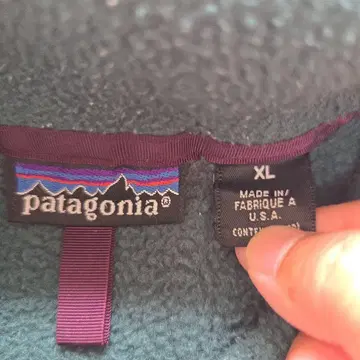 patagonia®
XL
MADE IN/
FABRIQUE A
U.S.A.